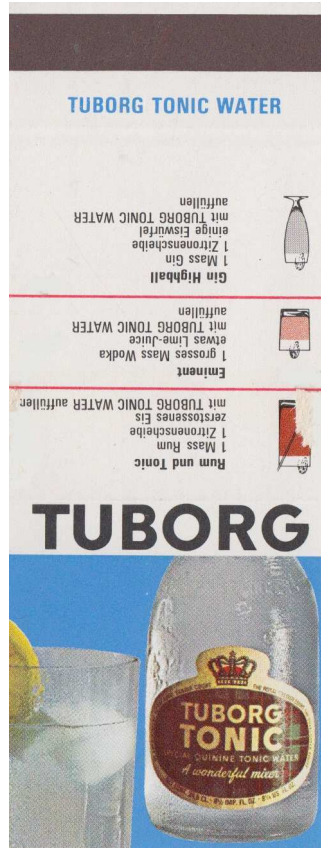 TUBORG TONIC WATER
Rum und Tonic
1 Mass Rum
1 Zitronenscheibe
zerstossenes Eis
mit TUBORG TONIC WATER auffüllen
Eminent
1 grosses Mass Wodka
etwas Lime-Juice
mit TUBORG TONIC WATER
auffüllen
Gin Highball
1 Mass Gin
1 Zitronenscheibe
einige Eiswürfel
mit TUBORG TONIC WATER
auffüllen
TUBORG
TUBORG
TONIC
SPECIAL QUININE TONIC WATER
A wonderful mixer